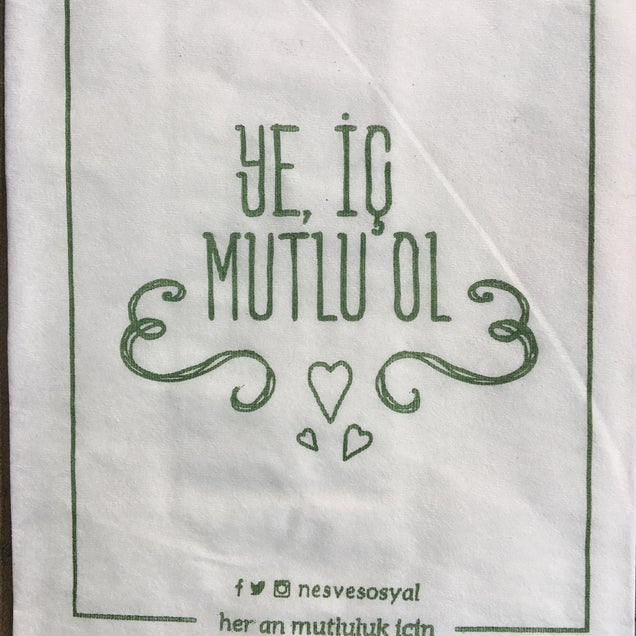 YE, İÇ
MUTLU OL
nesvesosyal
her an mutluluk için